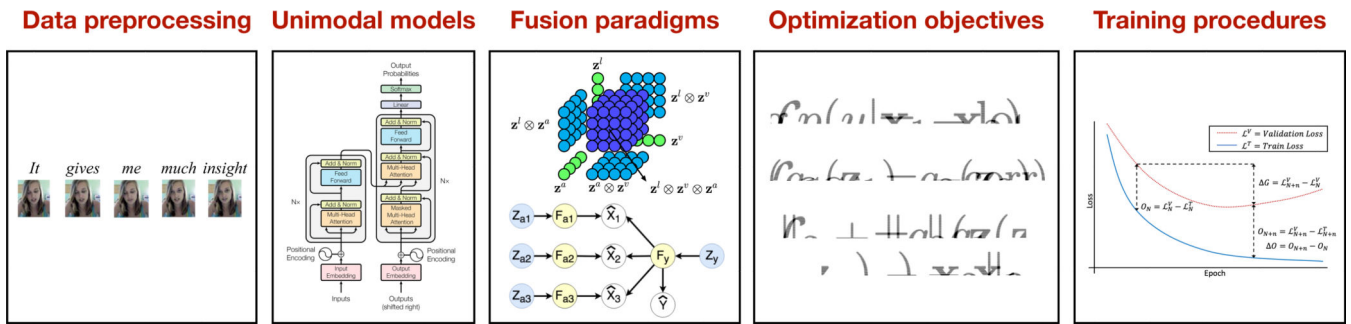 Data preprocessing
Unimodal models
Fusion paradigms
Optimization objectives
Training procedures
It gives me much insight
Output
Probabilities
Softmax
Linear
Add & Norm
Feed
Forward
Add & Norm
Multi-Head
Attention
Add & Norm
Masked
Multi-Head
Attention
Nx
Add & Norm
Feed
Forward
Add & Norm
Multi-Head
Attention
Nx
Positional
Encoding
Positional
Encoding
Input
Embedding
Output
Embedding
Inputs
Outputs
(shifted right)
z^l
z^l ⊗ z^v
z^l ⊗ z^a
z^v
z^a
z^a ⊗ z^v
z^l ⊗ z^v ⊗ z^a
Z_a1 F_a1 X̂_1
Z_a2 F_a2 X̂_2 F_y Z_y
Z_a3 F_a3 X̂_3 Ŷ
ℒ^V = Validation Loss
ℒ^T = Train Loss
ΔG = ℒ^V_{N+n} − ℒ^V_N
O_N = ℒ^V_N − ℒ^T_N
O_{N+n} = ℒ^V_{N+n} − ℒ^T_{N+n}
ΔO = O_{N+n} − O_N
Loss
Epoch